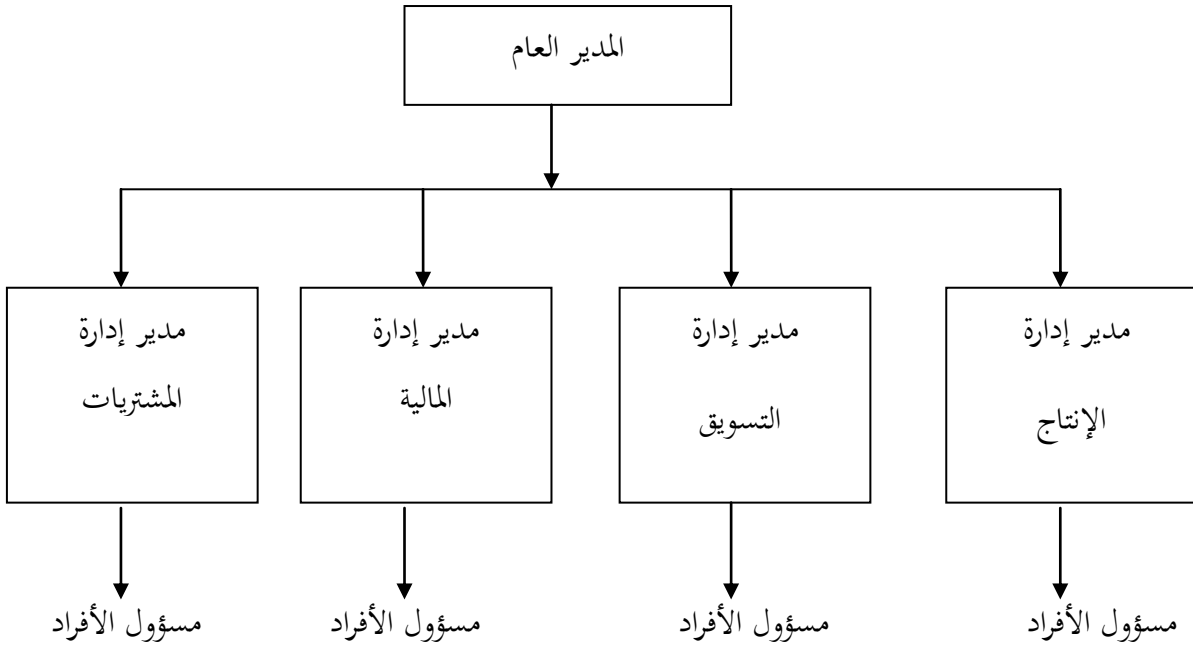 المدير العام
مدير إدارة
الإنتاج
مدير إدارة
التسويق
مدير إدارة
المالية
مدير إدارة
المشتريات
مسؤول الأفراد
مسؤول الأفراد
مسؤول الأفراد
مسؤول الأفراد